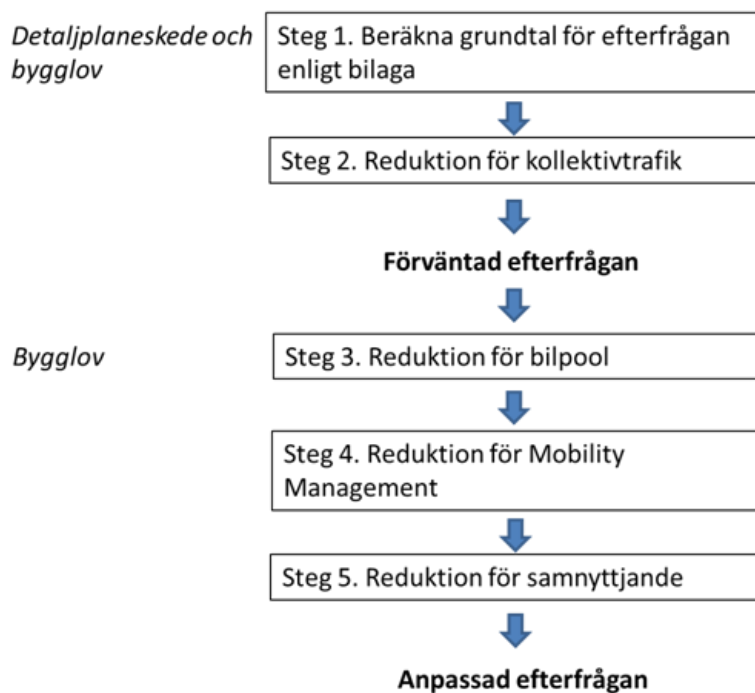 Detaljplaneskede och
bygglov
Steg 1. Beräkna grundtal för efterfrågan
enligt bilaga
Steg 2. Reduktion för kollektivtrafik
Förväntad efterfrågan
Bygglov
Steg 3. Reduktion för bilpool
Steg 4. Reduktion för Mobility
Management
Steg 5. Reduktion för samnyttjande
Anpassad efterfrågan